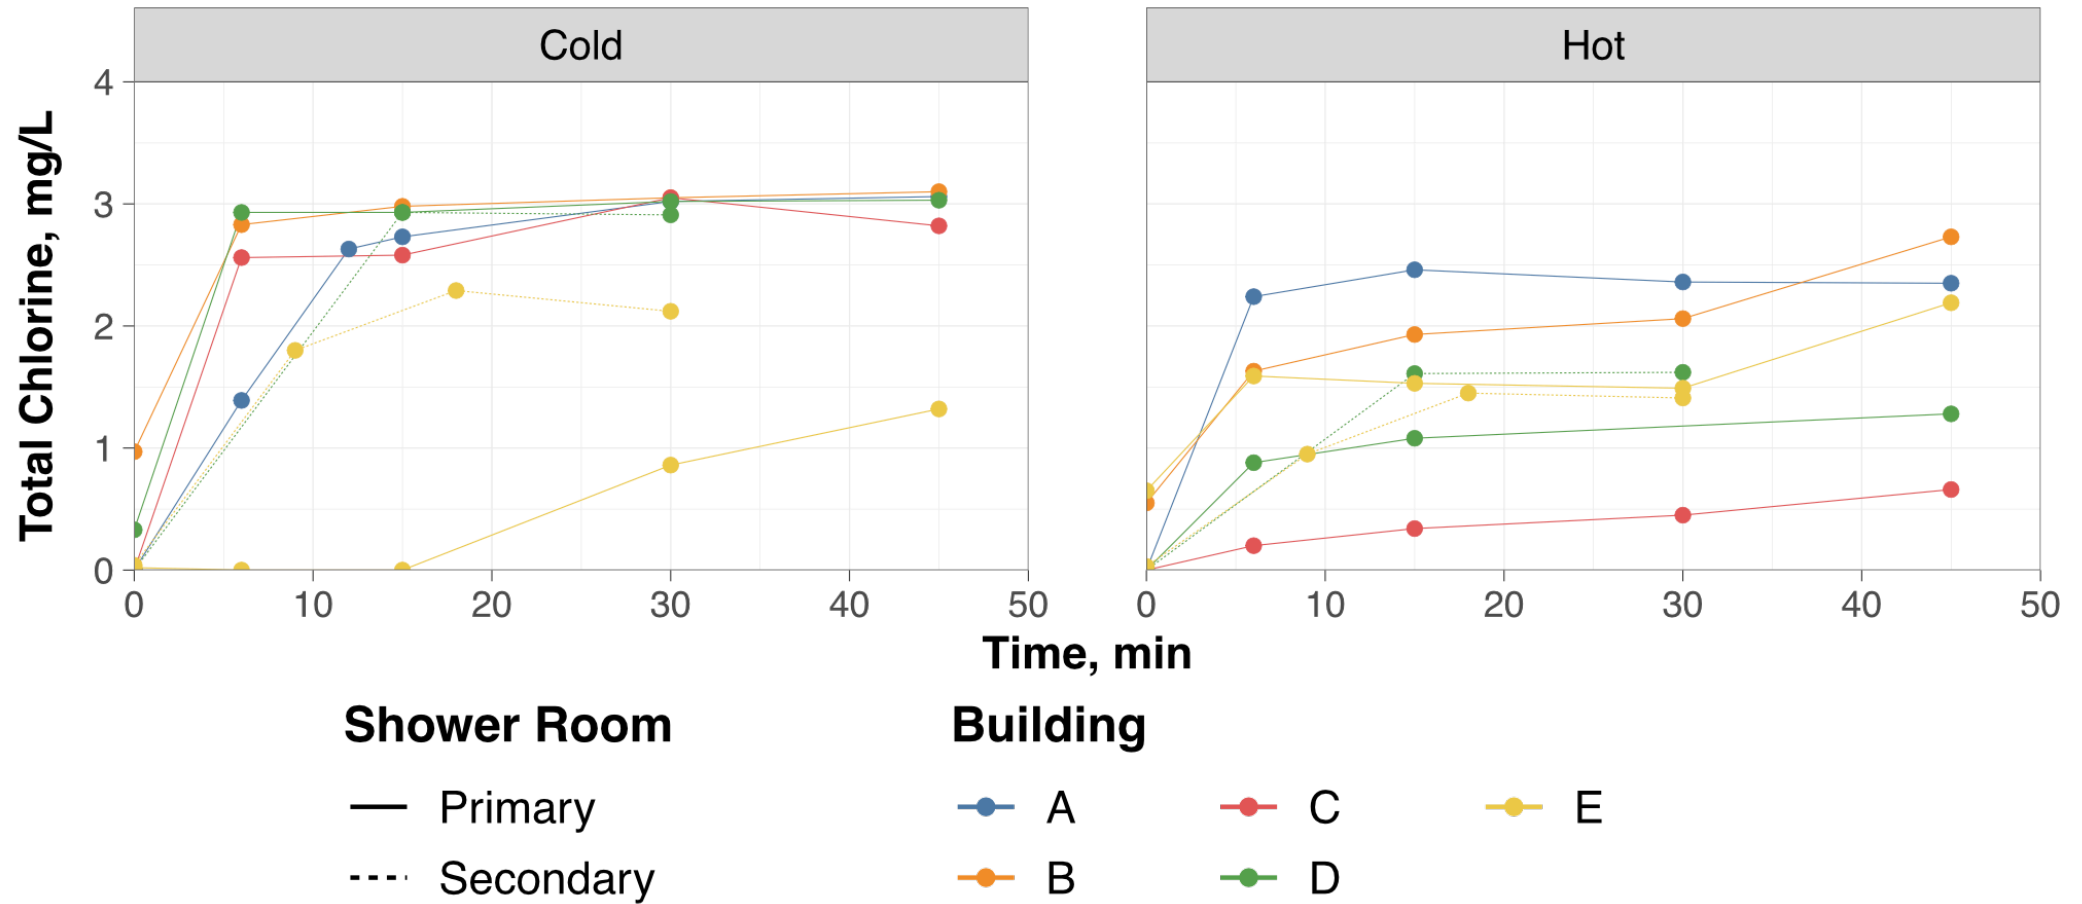 Cold Hot
Total Chlorine, mg/L
4
3
2
1
0
0 10 20 30 40 50 0 10 20 30 40 50
Time, min
Shower Room Building
Primary A C E
Secondary B D